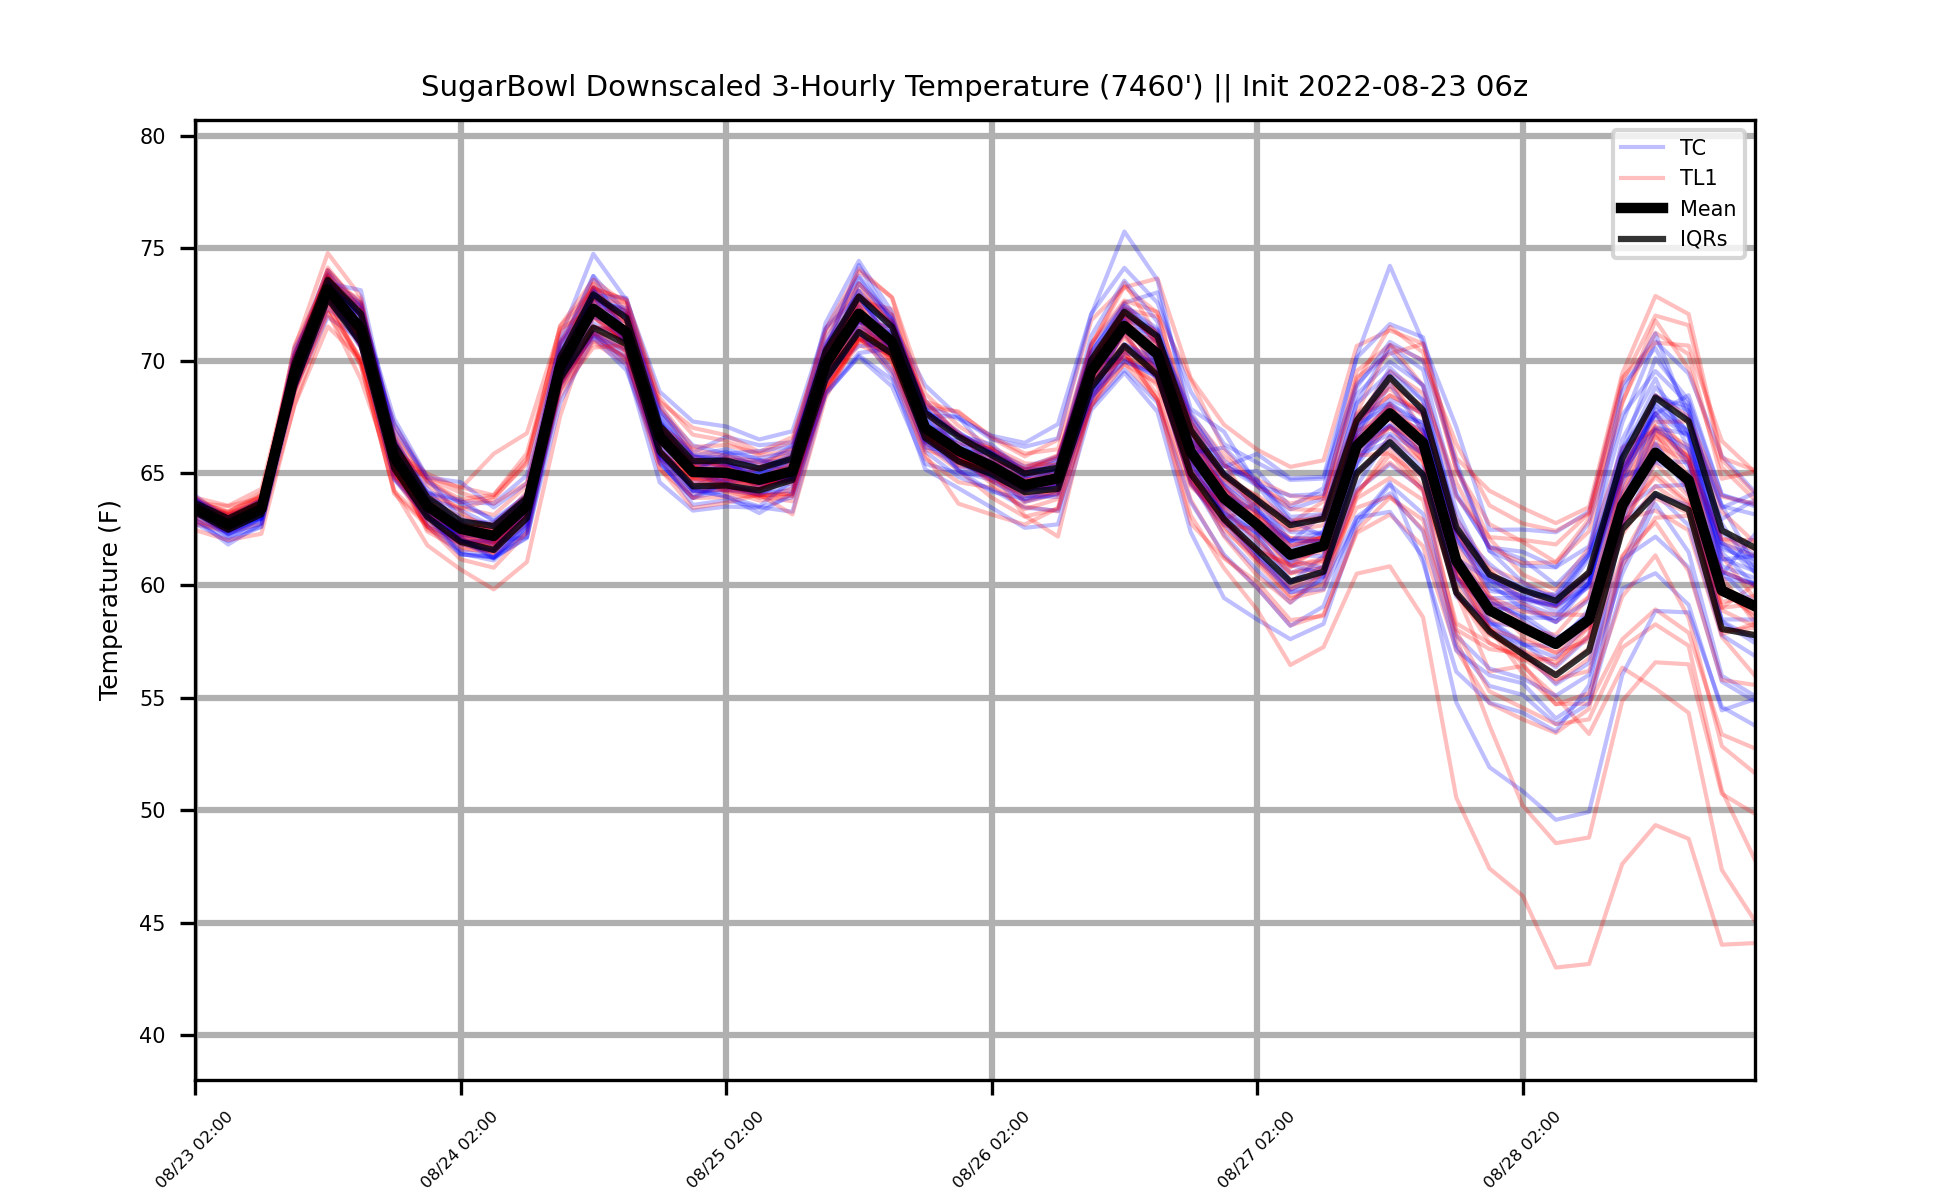 SugarBowl Downscaled 3-Hourly Temperature (7460') || Init 2022-08-23 06z
TC
TL1
Mean
IQRs
Temperature (F)
80
75
70
65
60
55
50
45
40
08/23 02:00
08/24 02:00
08/25 02:00
08/26 02:00
08/27 02:00
08/28 02:00